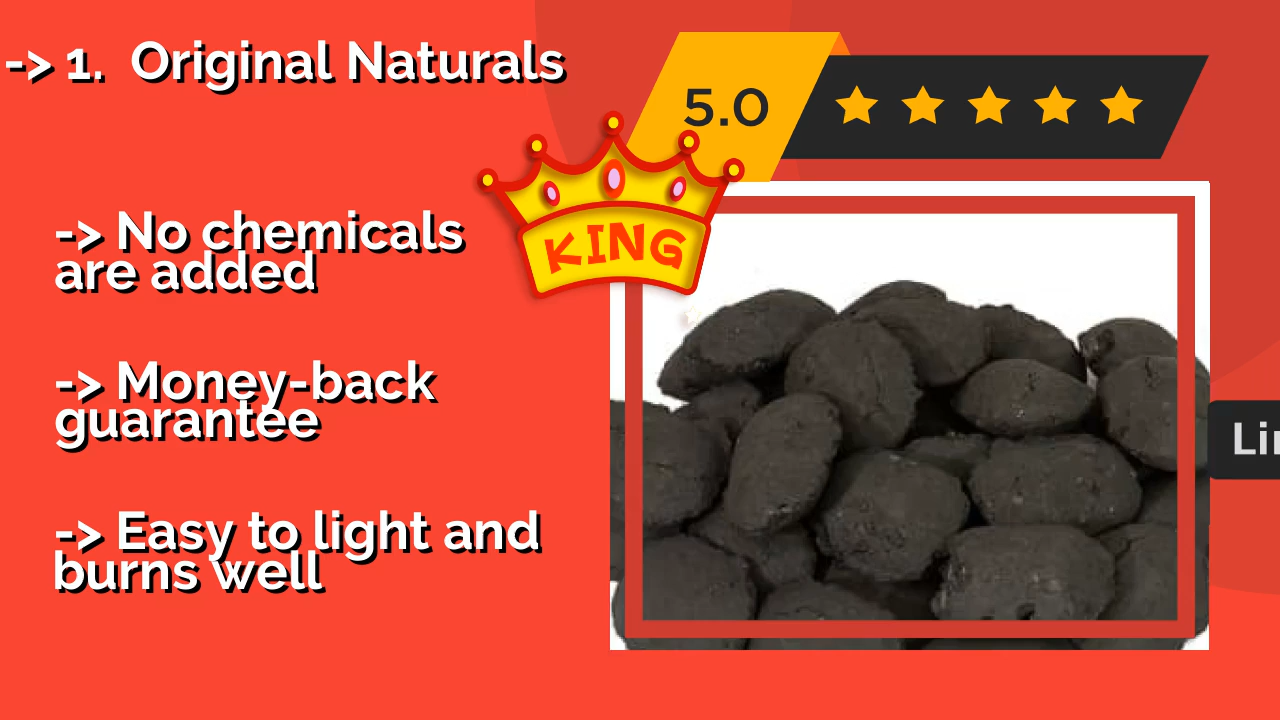 -> 1. Original Naturals
5.0
KING
-> No chemicals
are added
-> Money-back
guarantee
-> Easy to light and
burns well